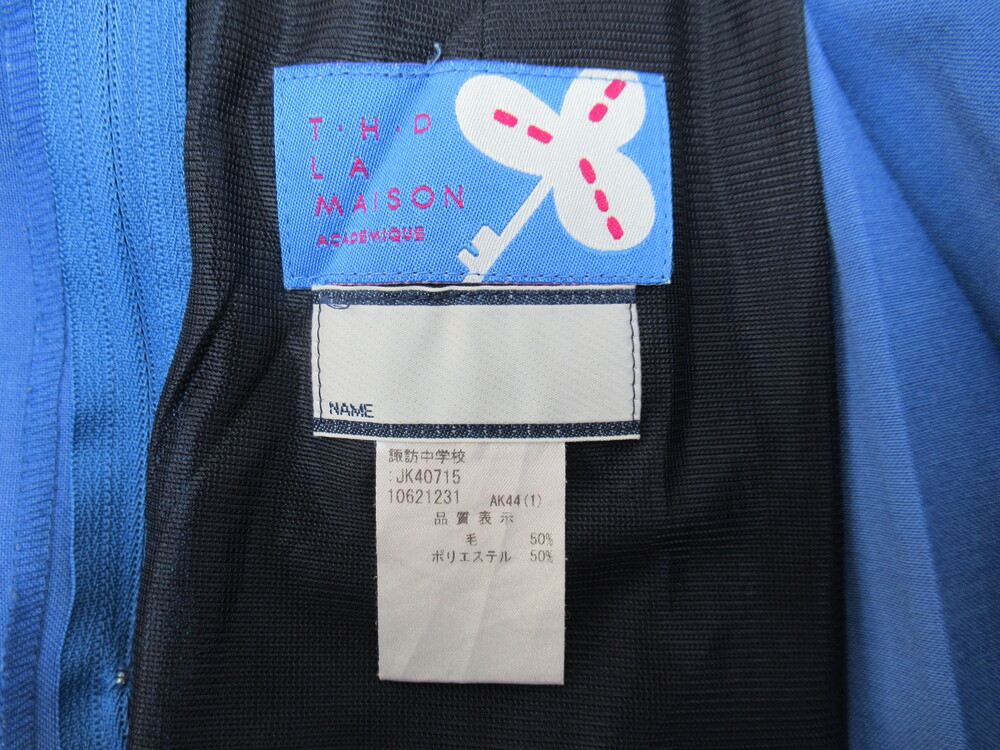 T・H・D
LA
MAISON
ACADÉMIQUE
NAME
諏訪中学校
:JK40715
10621231 AK44(1)
品質表示
毛 50%
ポリエステル 50%